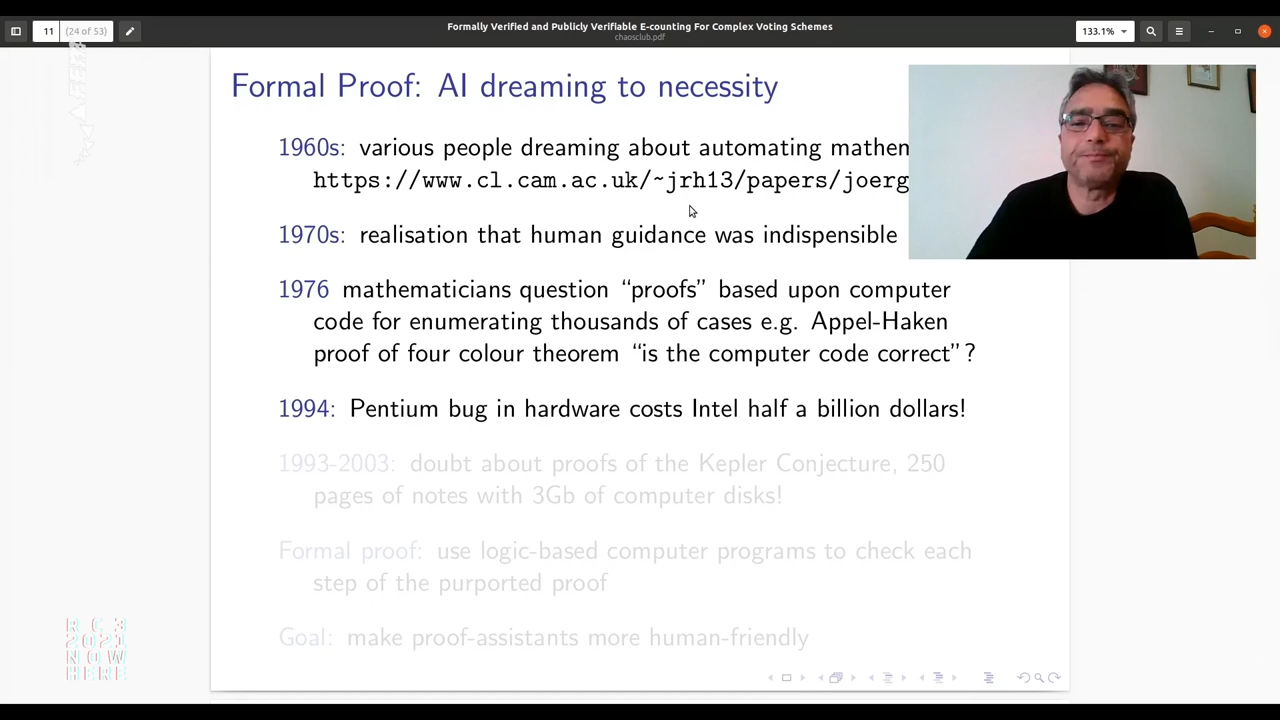 11
(24 of 53)
Formally Verified and Publicly Verifiable E-counting For Complex Voting Schemes
chaosclub.pdf
133.1%
Formal Proof: AI dreaming to necessity
1960s: various people dreaming about automating mathem
https://www.cl.cam.ac.uk/~jrh13/papers/joerg
1970s: realisation that human guidance was indispensible
1976 mathematicians question “proofs” based upon computer
code for enumerating thousands of cases e.g. Appel-Haken
proof of four colour theorem “is the computer code correct”?
1994: Pentium bug in hardware costs Intel half a billion dollars!
1993-2003: doubt about proofs of the Kepler Conjecture, 250
pages of notes with 3Gb of computer disks!
Formal proof: use logic-based computer programs to check each
step of the purported proof
Goal: make proof-assistants more human-friendly
RC3
2021
NOW
HERE